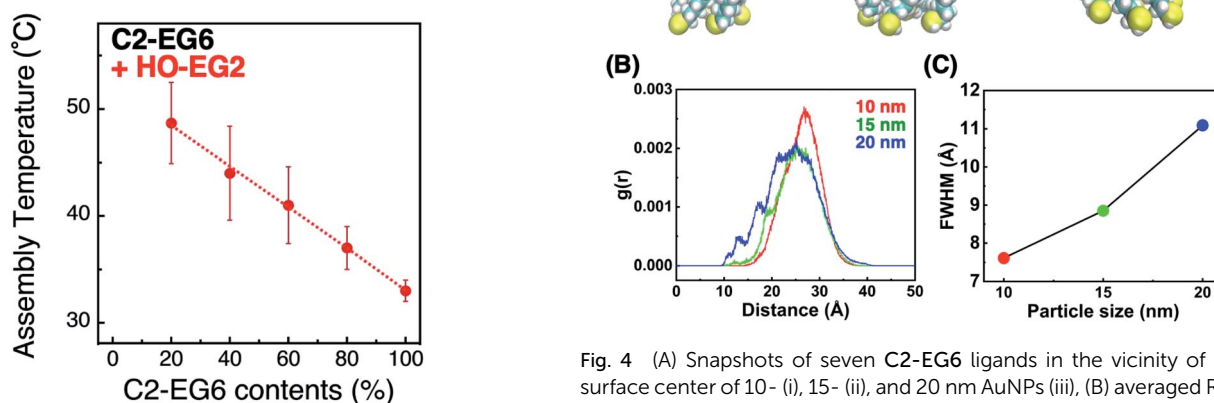 Assembly Temperature (°C)
C2-EG6
+ HO-EG2
50
40
30
0 20 40 60 80 100
C2-EG6 contents (%)
(B)
g(r)
0.003
0.002
0.001
0.000
10 nm
15 nm
20 nm
0 10 20 30 40 50
Distance (Å)
(C)
FWHM (Å)
12
11
10
9
8
7
10 15 20
Particle size (nm)
Fig. 4 (A) Snapshots of seven C2-EG6 ligands in the vicinity of
surface center of 10- (i), 15- (ii), and 20 nm AuNPs (iii), (B) averaged R